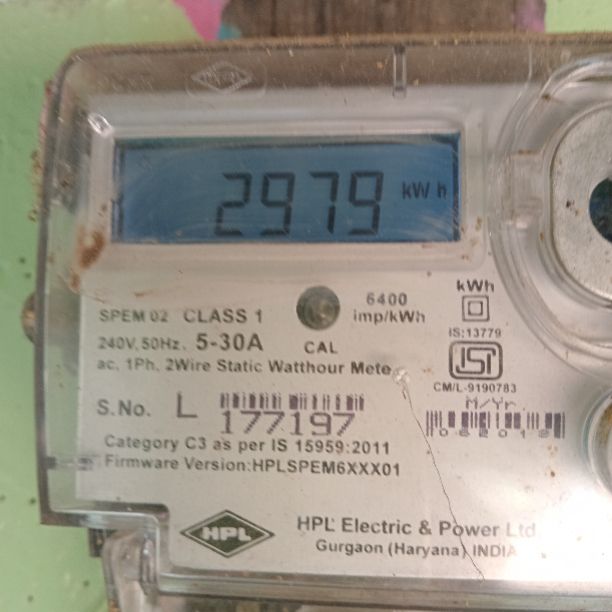 2979 kWh
kWh
SPEM 02 CLASS 1
6400
imp/kWh
240V, 50Hz. 5-30A
CAL
IS:13779
ac, 1Ph, 2Wire Static Watthour Mete
ISI
CM/L-9190783
S.No. L 177197
M/Yr.
Category C3 as per IS 15959:2011
Firmware Version:HPLSPEM6XXX01
HPL
HPL Electric & Power Ltd
Gurgaon (Haryana) INDIA